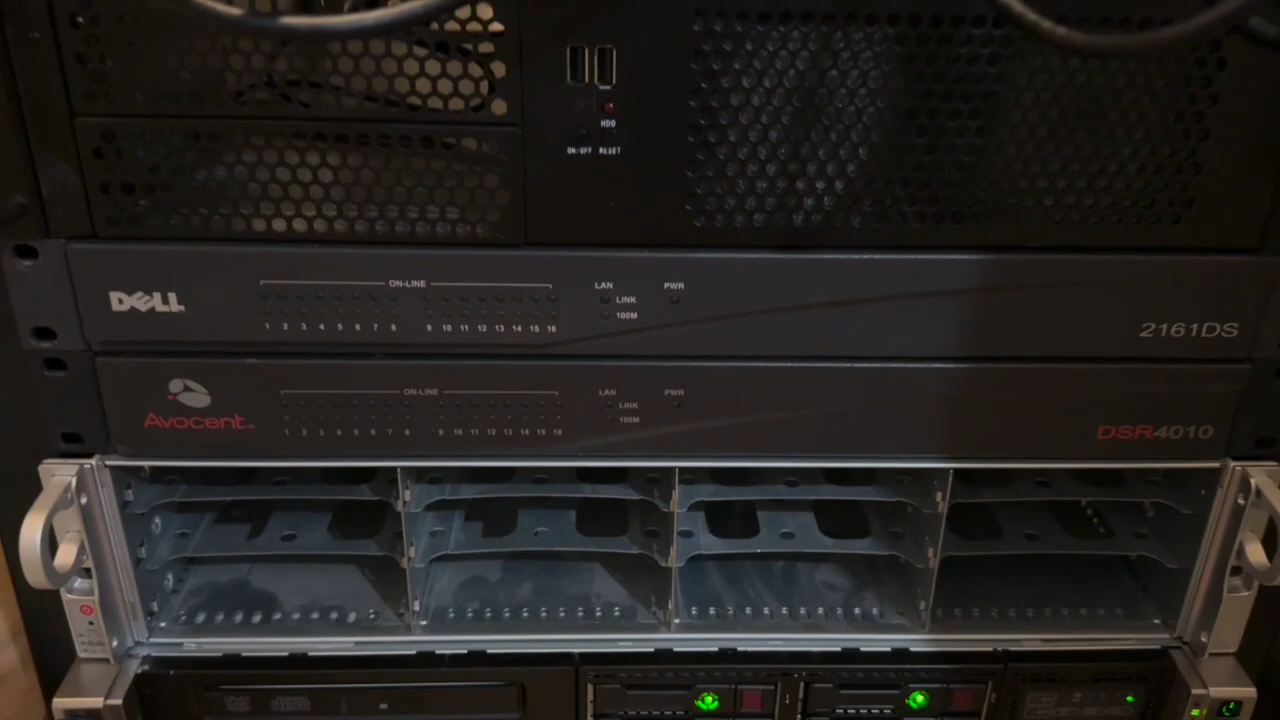 HDD
ON/OFF RESET
DELL
ON-LINE
LAN
PWR
LINK
100M
1 2 3 4 5 6 7 8 9 10 11 12 13 14 15 16
2161DS
Avocent
ON-LINE
LAN
PWR
LINK
100M
1 2 3 4 5 6 7 8 9 10 11 12 13 14 15 16
DSR4010